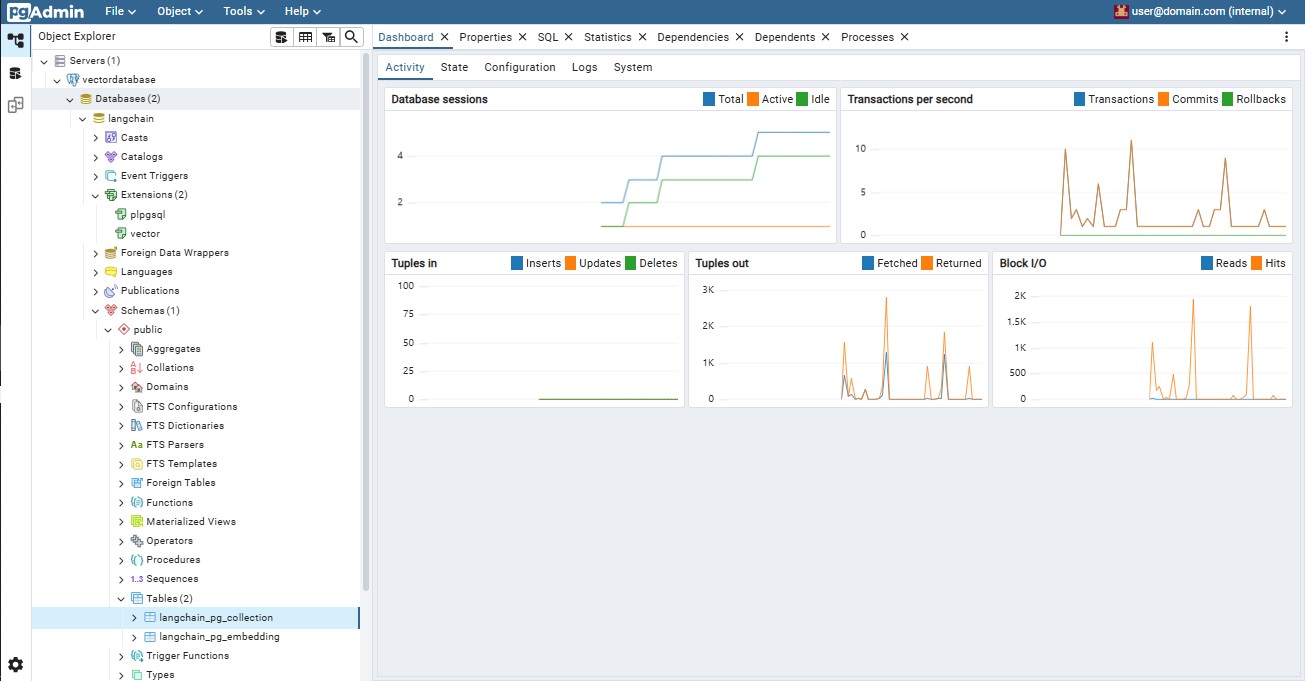 pgAdmin File Object Tools Help user@domain.com (internal)
Object Explorer
Servers (1)
vectordatabase
Databases (2)
langchain
Casts
Catalogs
Event Triggers
Extensions (2)
plpgsql
vector
Foreign Data Wrappers
Languages
Publications
Schemas (1)
public
Aggregates
Collations
Domains
FTS Configurations
FTS Dictionaries
Aa FTS Parsers
FTS Templates
Foreign Tables
Functions
Materialized Views
Operators
Procedures
1..3 Sequences
Tables (2)
langchain_pg_collection
langchain_pg_embedding
Trigger Functions
Types
Dashboard Properties SQL Statistics Dependencies Dependents Processes
Activity State Configuration Logs System
Database sessions Total Active Idle
4
2
Transactions per second Transactions Commits Rollbacks
10
5
0
Tuples in Inserts Updates Deletes
100
75
50
25
0
Tuples out Fetched Returned
3K
2K
1K
0
Block I/O Reads Hits
2K
1.5K
1K
500
0